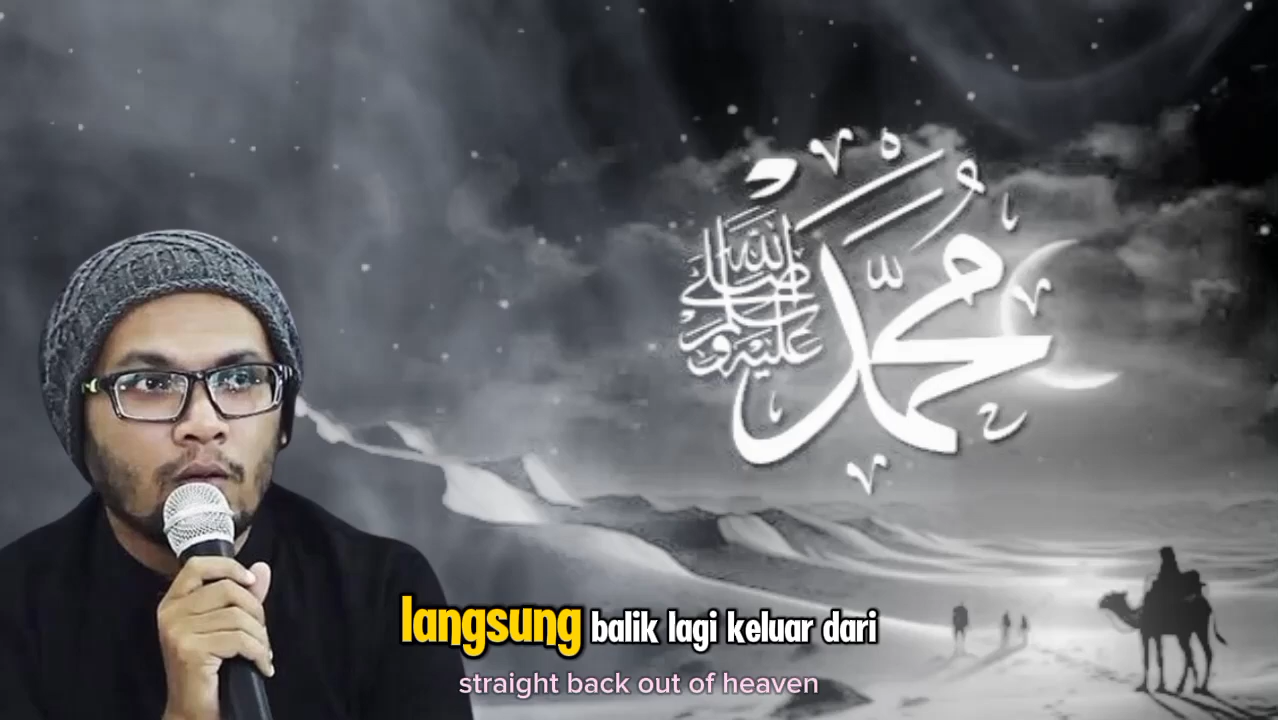 محمد
صلى الله عليه وسلم
langsung balik lagi keluar dari
straight back out of heaven